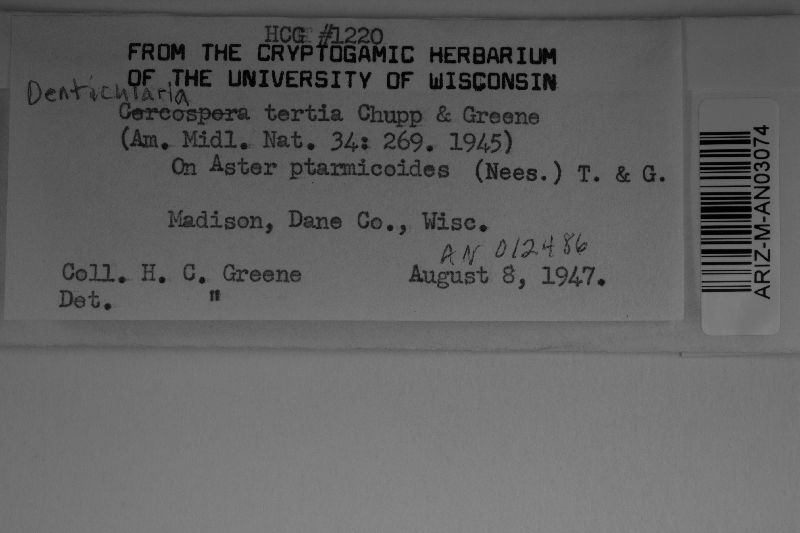 HCG #1220
FROM THE CRYPTOGAMIC HERBARIUM
OF THE UNIVERSITY OF WISCONSIN
Denticularia
Cercospora tertia Chupp & Greene
(Am. Midl. Nat. 34: 269. 1945)
On Aster ptarmicoides (Nees.) T. & G.
Madison, Dane Co., Wisc.
AN 012486
Coll. H. C. Greene August 8, 1947.
Det. "
ARIZ-M-AN03074